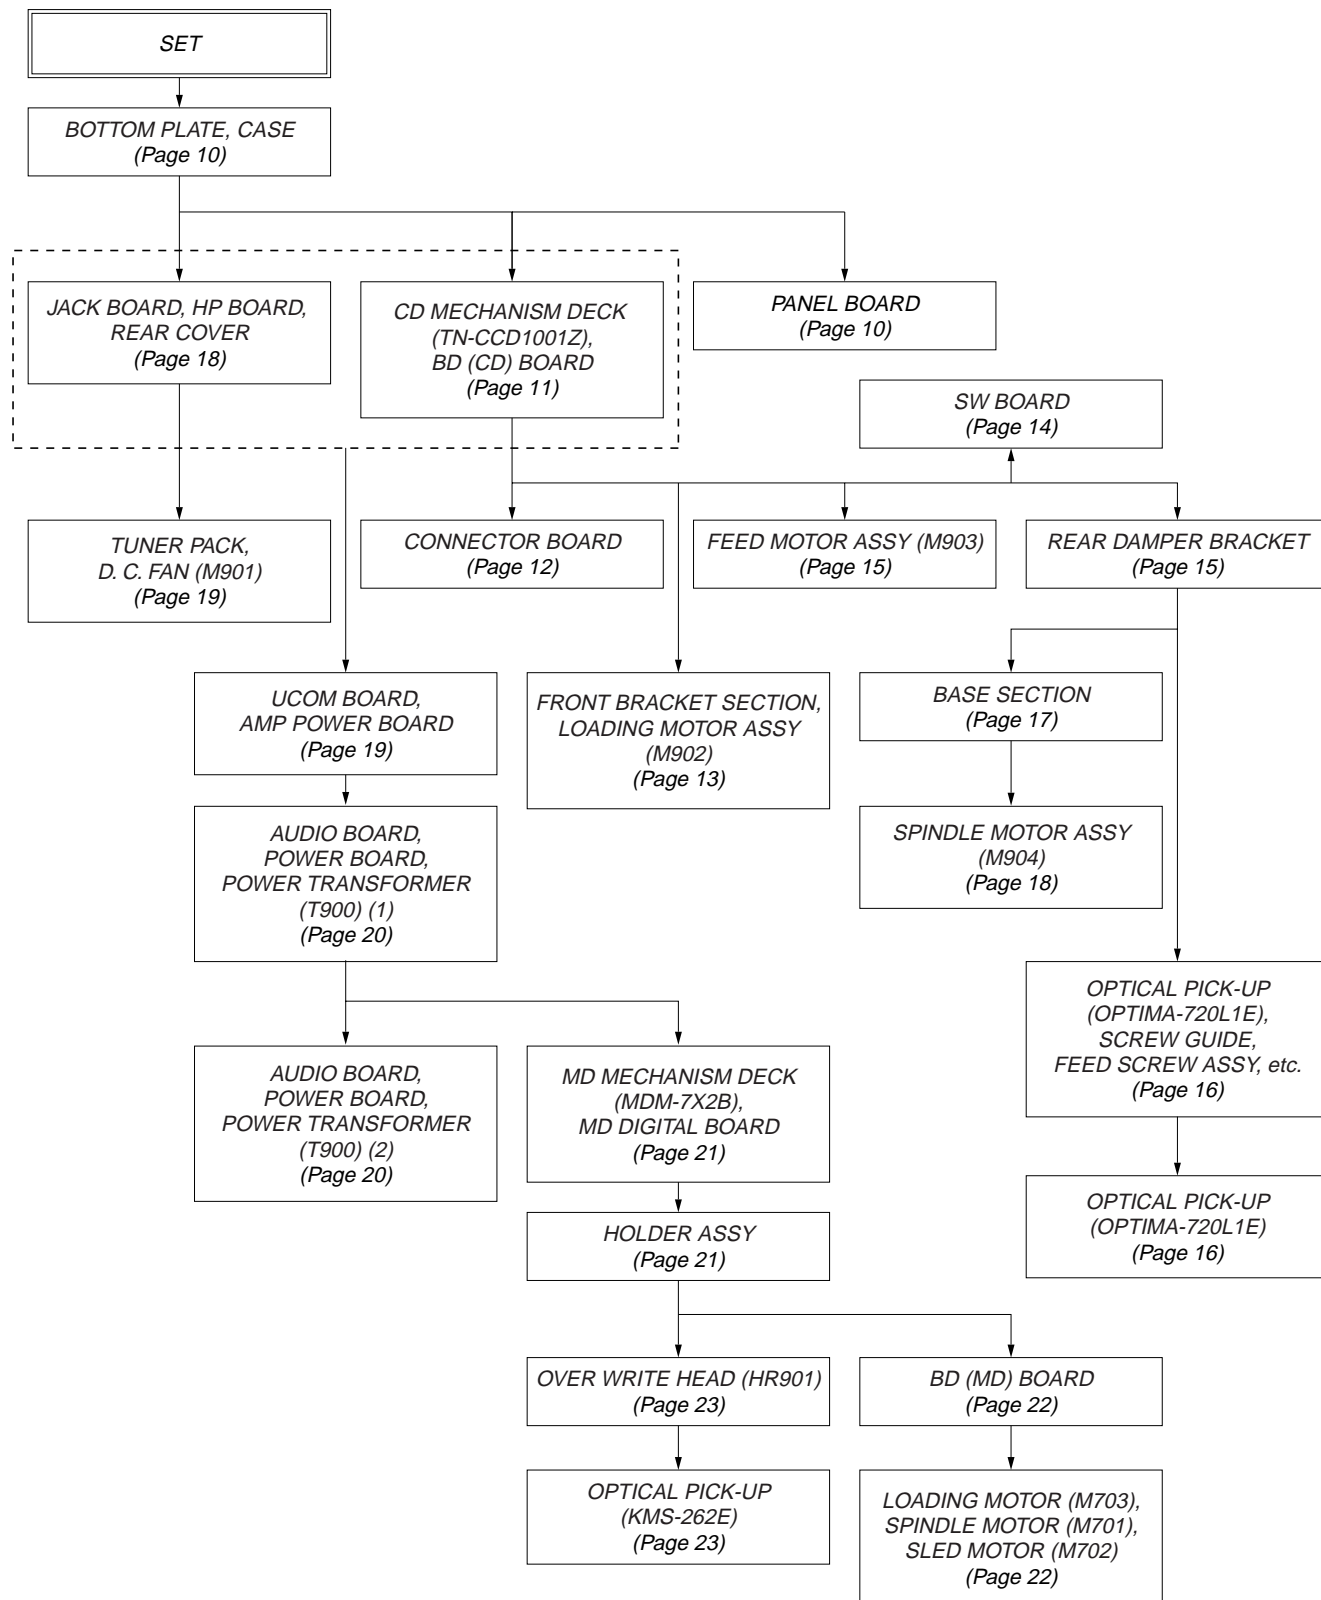 SET
BOTTOM PLATE, CASE
(Page 10)
JACK BOARD, HP BOARD,
REAR COVER
(Page 18)
CD MECHANISM DECK
(TN-CCD1001Z),
BD (CD) BOARD
(Page 11)
PANEL BOARD
(Page 10)
SW BOARD
(Page 14)
TUNER PACK,
D. C. FAN (M901)
(Page 19)
CONNECTOR BOARD
(Page 12)
FEED MOTOR ASSY (M903)
(Page 15)
REAR DAMPER BRACKET
(Page 15)
UCOM BOARD,
AMP POWER BOARD
(Page 19)
FRONT BRACKET SECTION,
LOADING MOTOR ASSY
(M902)
(Page 13)
BASE SECTION
(Page 17)
AUDIO BOARD,
POWER BOARD,
POWER TRANSFORMER
(T900) (1)
(Page 20)
SPINDLE MOTOR ASSY
(M904)
(Page 18)
OPTICAL PICK-UP
(OPTIMA-720L1E),
SCREW GUIDE,
FEED SCREW ASSY, etc.
(Page 16)
AUDIO BOARD,
POWER BOARD,
POWER TRANSFORMER
(T900) (2)
(Page 20)
MD MECHANISM DECK
(MDM-7X2B),
MD DIGITAL BOARD
(Page 21)
OPTICAL PICK-UP
(OPTIMA-720L1E)
(Page 16)
HOLDER ASSY
(Page 21)
OVER WRITE HEAD (HR901)
(Page 23)
BD (MD) BOARD
(Page 22)
OPTICAL PICK-UP
(KMS-262E)
(Page 23)
LOADING MOTOR (M703),
SPINDLE MOTOR (M701),
SLED MOTOR (M702)
(Page 22)